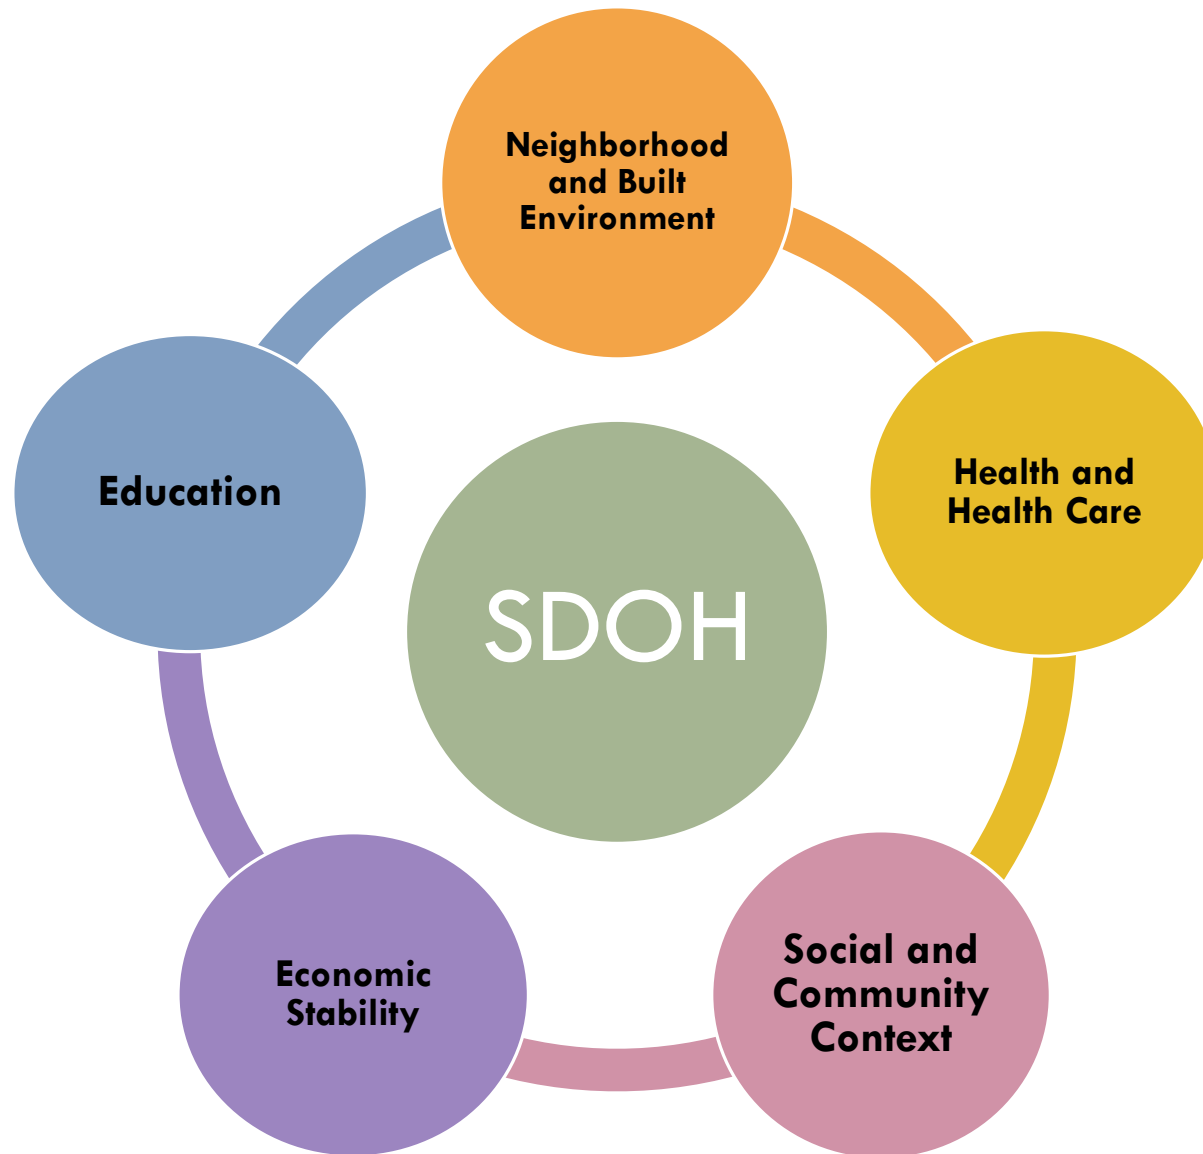 Neighborhood
and Built
Environment
Education
Health and
Health Care
SDOH
Economic
Stability
Social and
Community
Context